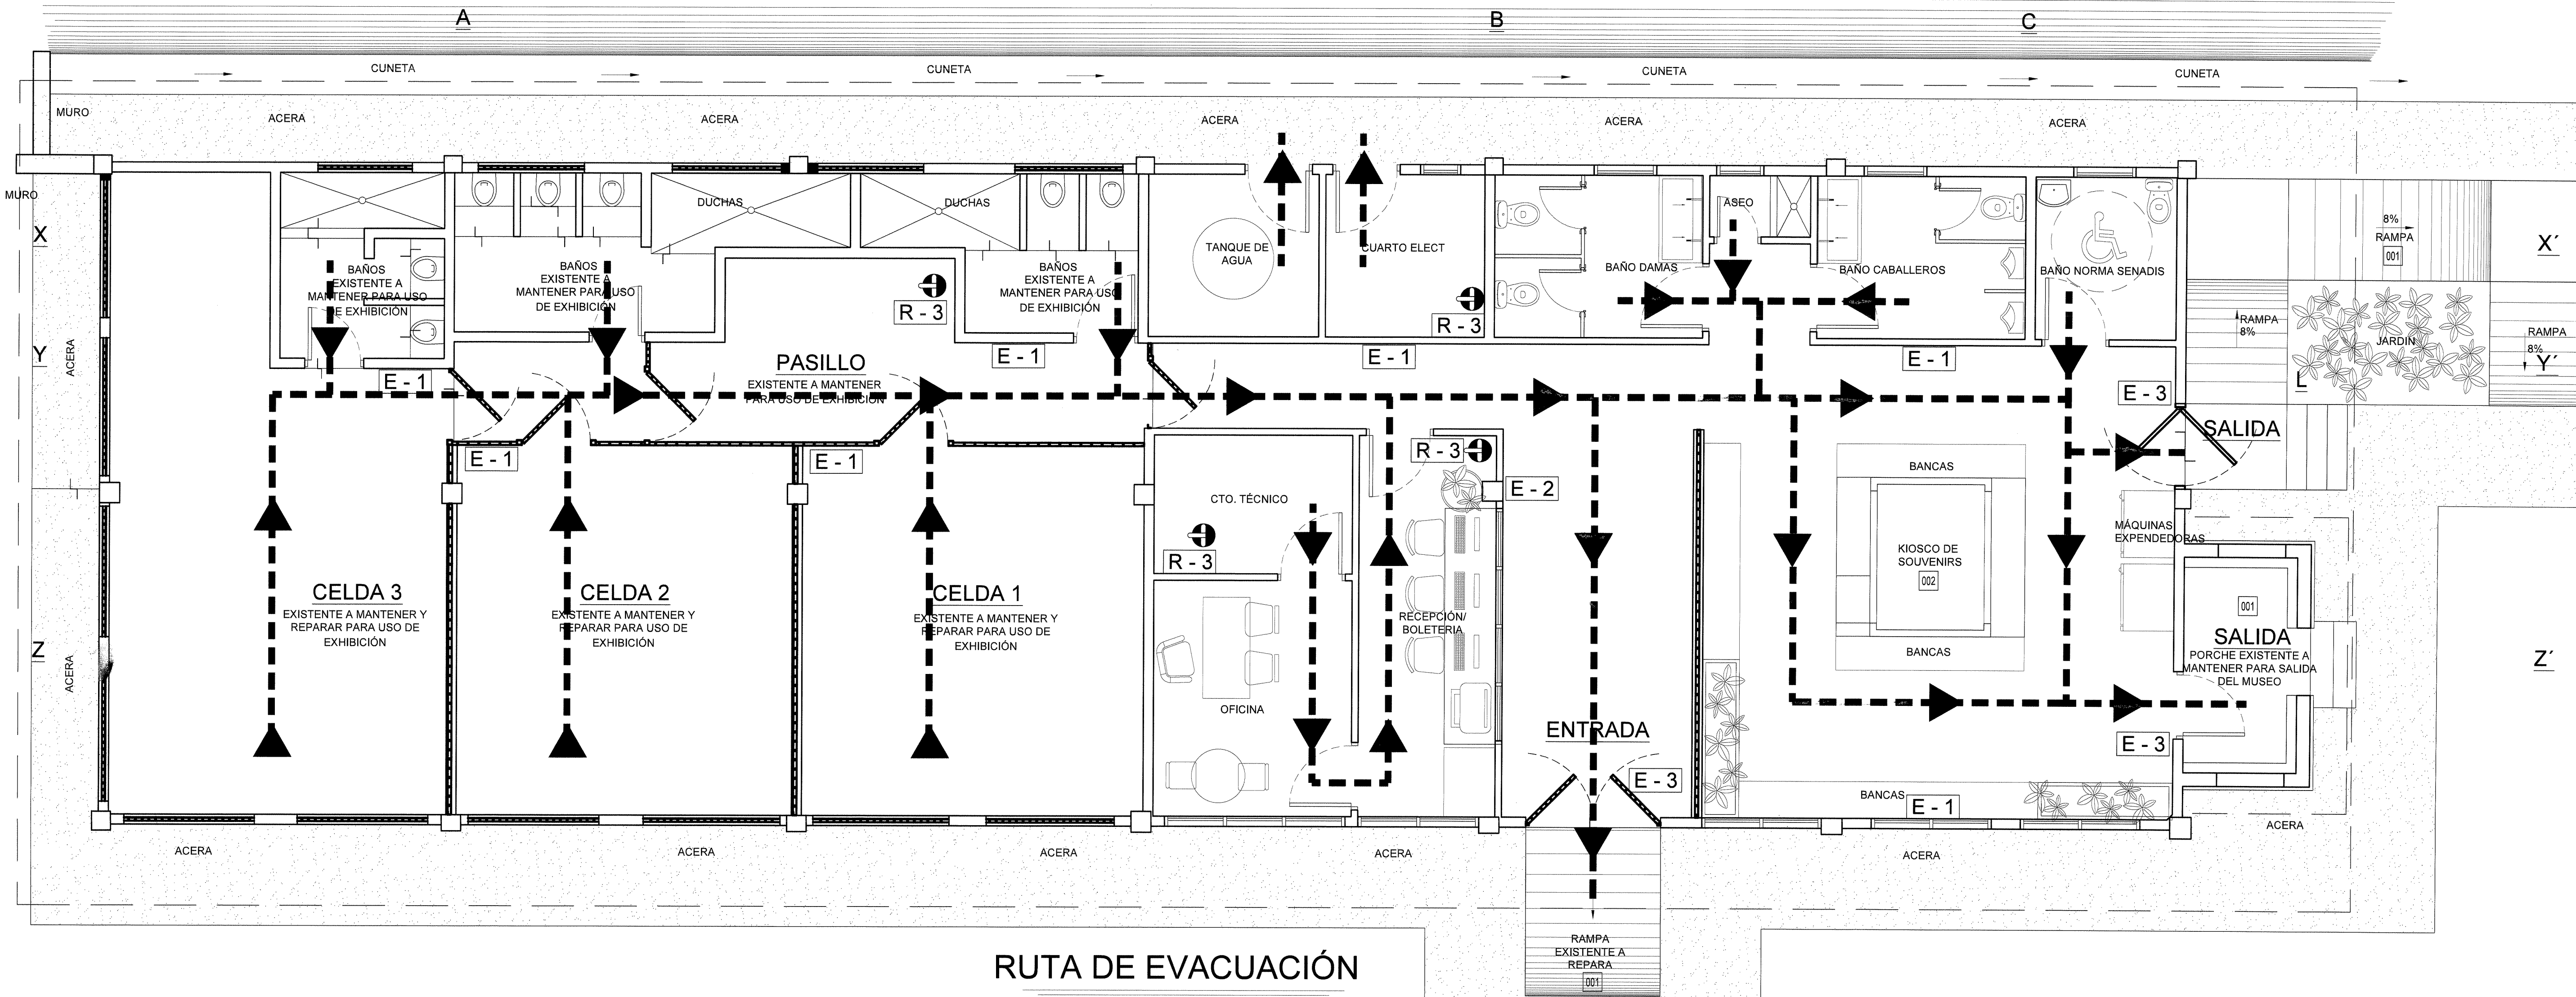 A
B
C
CUNETA
CUNETA
CUNETA
CUNETA
MURO
ACERA
ACERA
ACERA
ACERA
ACERA
MURO
X
Y
Z
ACERA
ACERA
BAÑOS
EXISTENTE A
MANTENER PARA USO
DE EXHIBICIÓN
BAÑOS
EXISTENTE A
MANTENER PARA USO
DE EXHIBICIÓN
DUCHAS
DUCHAS
BAÑOS
EXISTENTE A
MANTENER PARA USO
DE EXHIBICIÓN
R - 3
TANQUE DE
AGUA
CUARTO ELECT
R - 3
BAÑO DAMAS
ASEO
BAÑO CABALLEROS
BAÑO NORMA SENADIS
8%
RAMPA
001
X´
RAMPA
8%
JARDIN
RAMPA
8%
Y´
L
E - 1
PASILLO
EXISTENTE A MANTENER
PARA USO DE EXHIBICIÓN
E - 1
E - 1
E - 1
E - 3
SALIDA
E - 1
E - 1
R - 3
E - 2
CTO. TÉCNICO
R - 3
BANCAS
KIOSCO DE
SOUVENIRS
002
BANCAS
MÁQUINAS
EXPENDEDORAS
CELDA 3
EXISTENTE A MANTENER Y
REPARAR PARA USO DE
EXHIBICIÓN
CELDA 2
EXISTENTE A MANTENER Y
REPARAR PARA USO DE
EXHIBICIÓN
CELDA 1
EXISTENTE A MANTENER Y
REPARAR PARA USO DE
EXHIBICIÓN
RECEPCIÓN/
BOLETERIA
OFICINA
001
SALIDA
PORCHE EXISTENTE A
MANTENER PARA SALIDA
DEL MUSEO
Z´
ENTRADA
E - 3
E - 3
BANCAS
E - 1
ACERA
ACERA
ACERA
ACERA
ACERA
ACERA
RAMPA
EXISTENTE A
REPARA
001
RUTA DE EVACUACIÓN